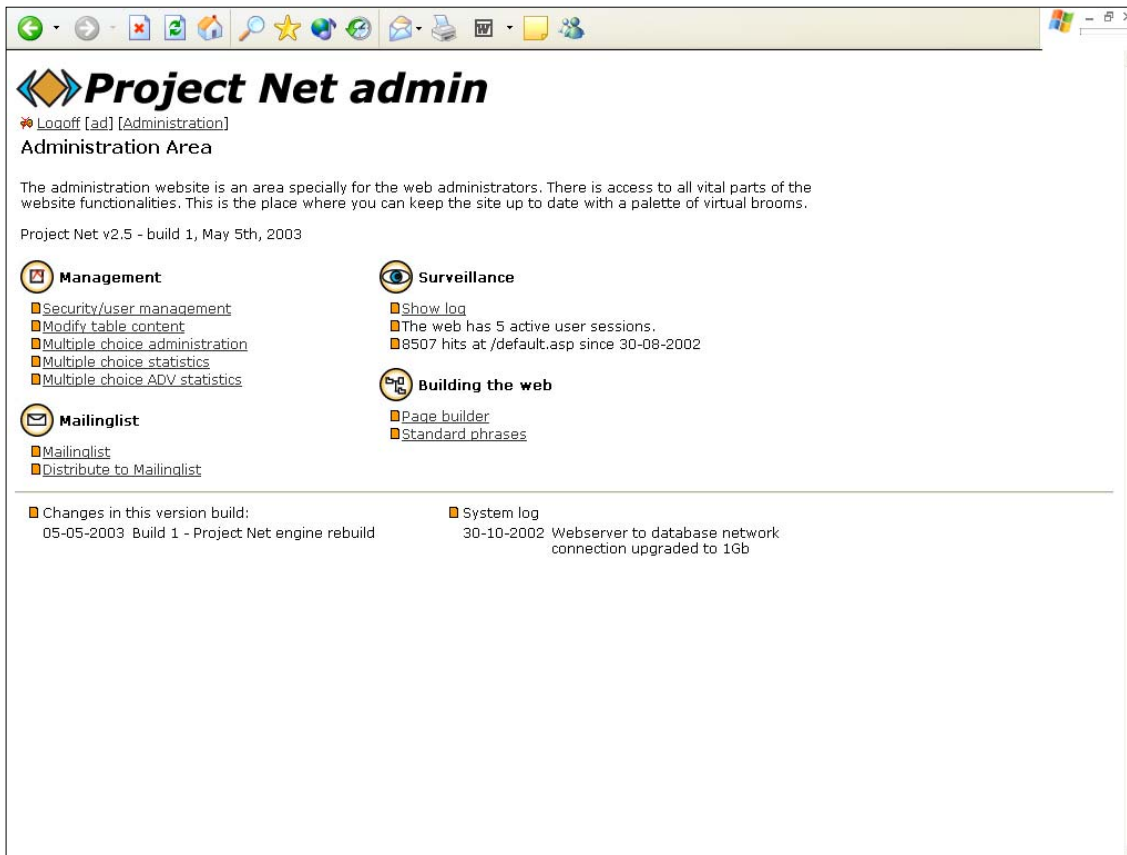 Project Net admin
Logoff [ad] [Administration]
Administration Area
The administration website is an area specially for the web administrators. There is access to all vital parts of the
website functionalities. This is the place where you can keep the site up to date with a palette of virtual brooms.
Project Net v2.5 - build 1, May 5th, 2003
Management
Security/user management
Modify table content
Multiple choice administration
Multiple choice statistics
Multiple choice ADV statistics
Mailinglist
Mailinglist
Distribute to Mailinglist
Surveillance
Show log
The web has 5 active user sessions.
8507 hits at /default.asp since 30-08-2002
Building the web
Page builder
Standard phrases
Changes in this version build:
05-05-2003 Build 1 - Project Net engine rebuild
System log
30-10-2002 Webserver to database network
connection upgraded to 1Gb